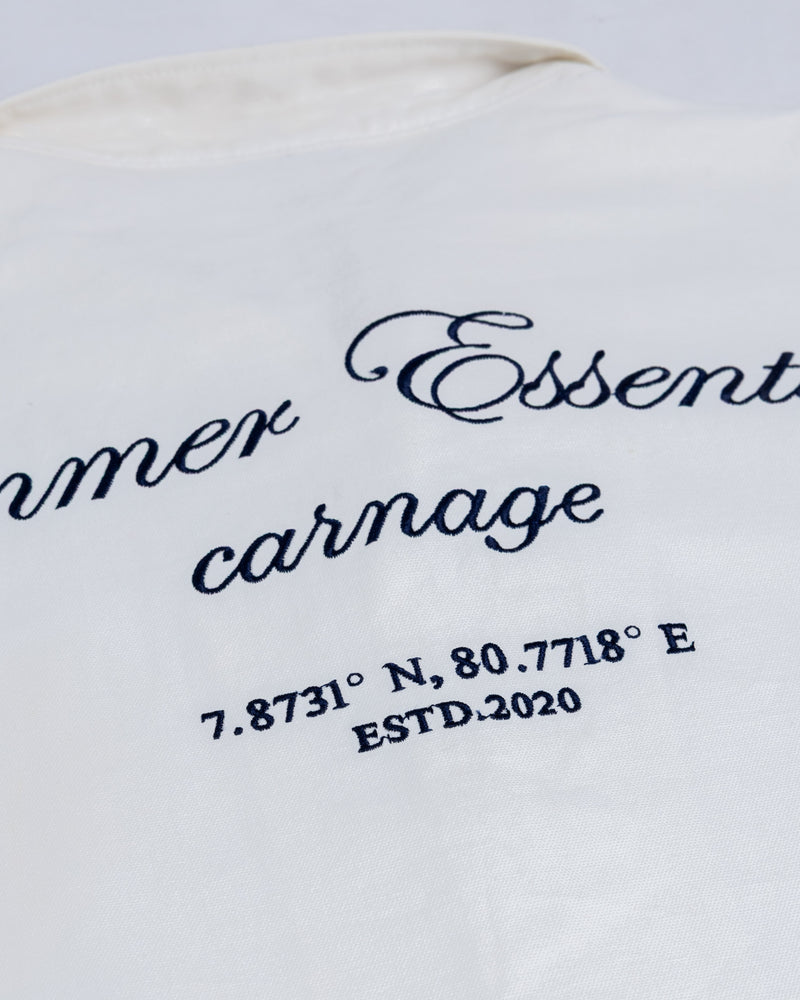 mmer Essent
carnage
7.8731° N, 80.7718° E
ESTD.2020